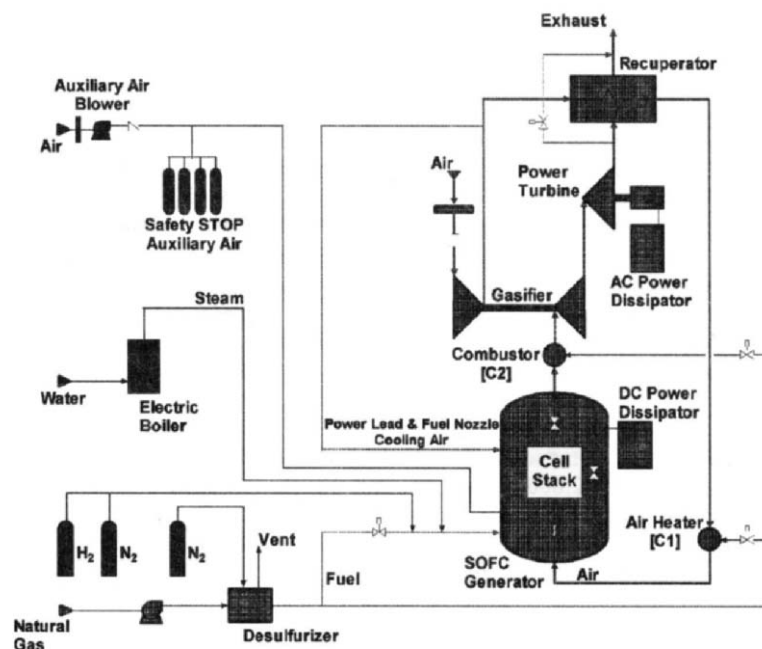 Exhaust
Recuperator
Auxiliary Air
Blower
Air
Air
Power
Turbine
Safety STOP
Auxiliary Air
AC Power
Dissipator
Steam
Gasifier
Combustor
[C2]
Water
Electric
Boiler
DC Power
Dissipator
Power Lead & Fuel Nozzle
Cooling Air
Cell
Stack
Air Heater
[C1]
H2
N2
N2
Vent
SOFC
Generator
Air
Fuel
Natural
Gas
Desulfurizer